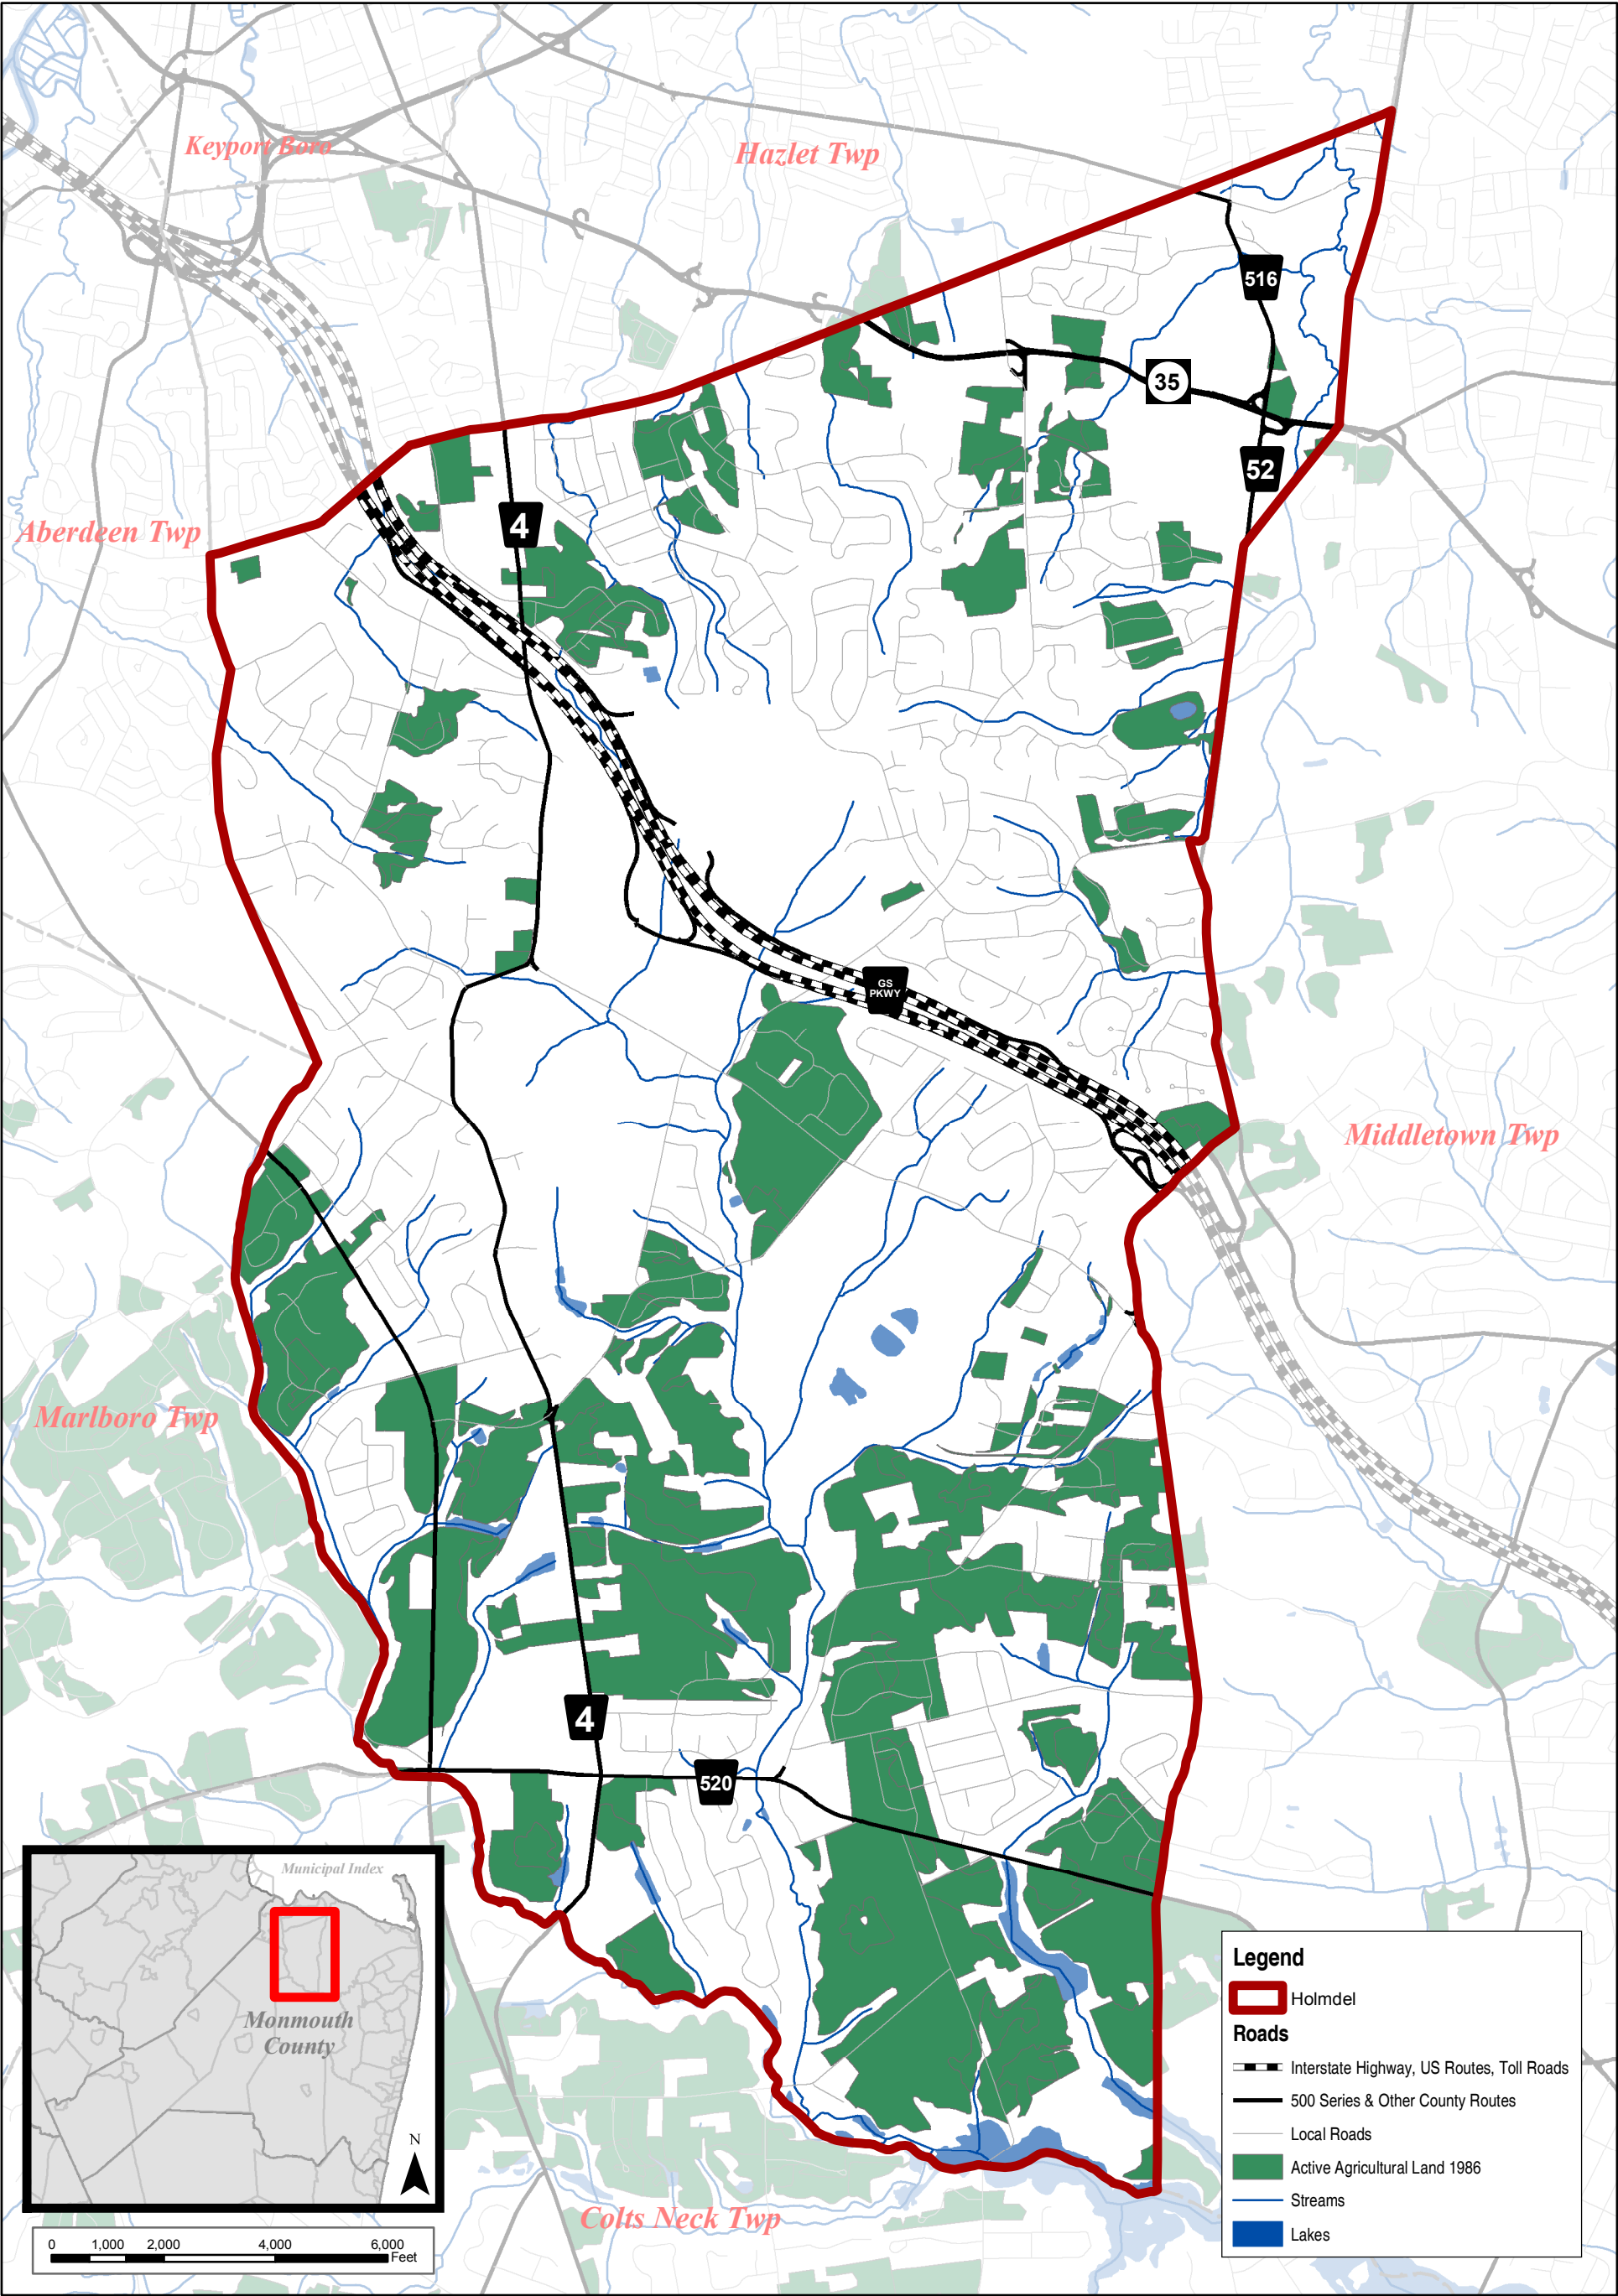 Keyport Boro
Hazlet Twp
516
35
52
Aberdeen Twp
4
GS
PKWY
Middletown Twp
Marlboro Twp
4
520
Municipal Index
Monmouth
County
N
0 1,000 2,000 4,000 6,000
Feet
Colts Neck Twp
Legend
Holmdel
Roads
Interstate Highway, US Routes, Toll Roads
500 Series & Other County Routes
Local Roads
Active Agricultural Land 1986
Streams
Lakes